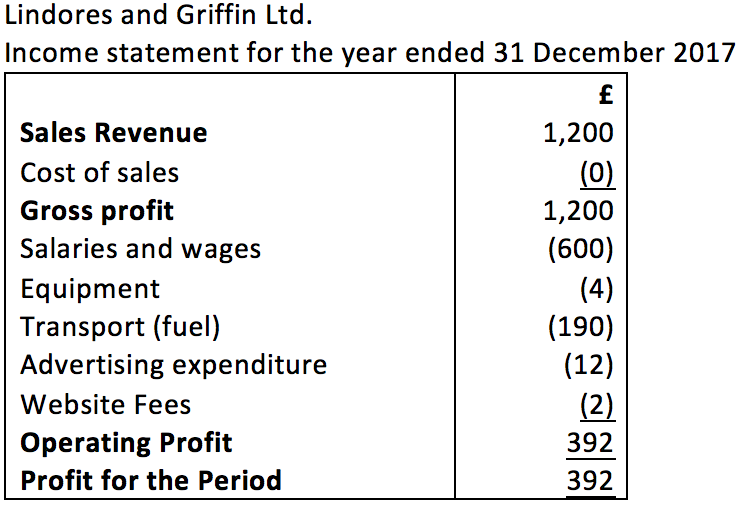 Lindores and Griffin Ltd.
Income statement for the year ended 31 December 2017
£
Sales Revenue 1,200
Cost of sales (0)
Gross profit 1,200
Salaries and wages (600)
Equipment (4)
Transport (fuel) (190)
Advertising expenditure (12)
Website Fees (2)
Operating Profit 392
Profit for the Period 392